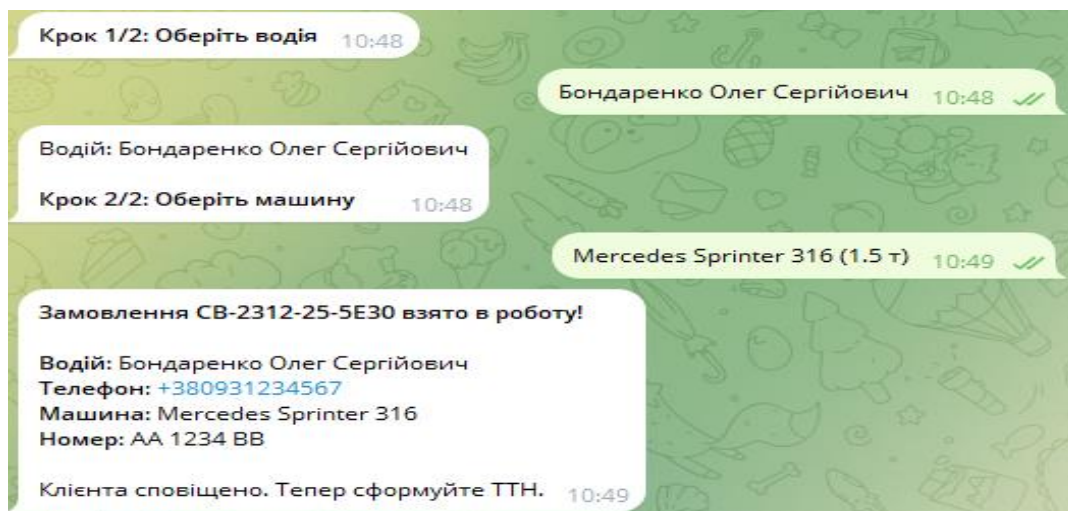 Крок 1/2: Оберіть водія 10:48
Бондаренко Олег Сергійович 10:48
Водій: Бондаренко Олег Сергійович
Крок 2/2: Оберіть машину 10:48
Mercedes Sprinter 316 (1.5 т) 10:49
Замовлення СВ-2312-25-5E30 взято в роботу!
Водій: Бондаренко Олег Сергійович
Телефон: +380931234567
Машина: Mercedes Sprinter 316
Номер: АА 1234 ВВ
Клієнта сповіщено. Тепер сформуйте ТТН. 10:49